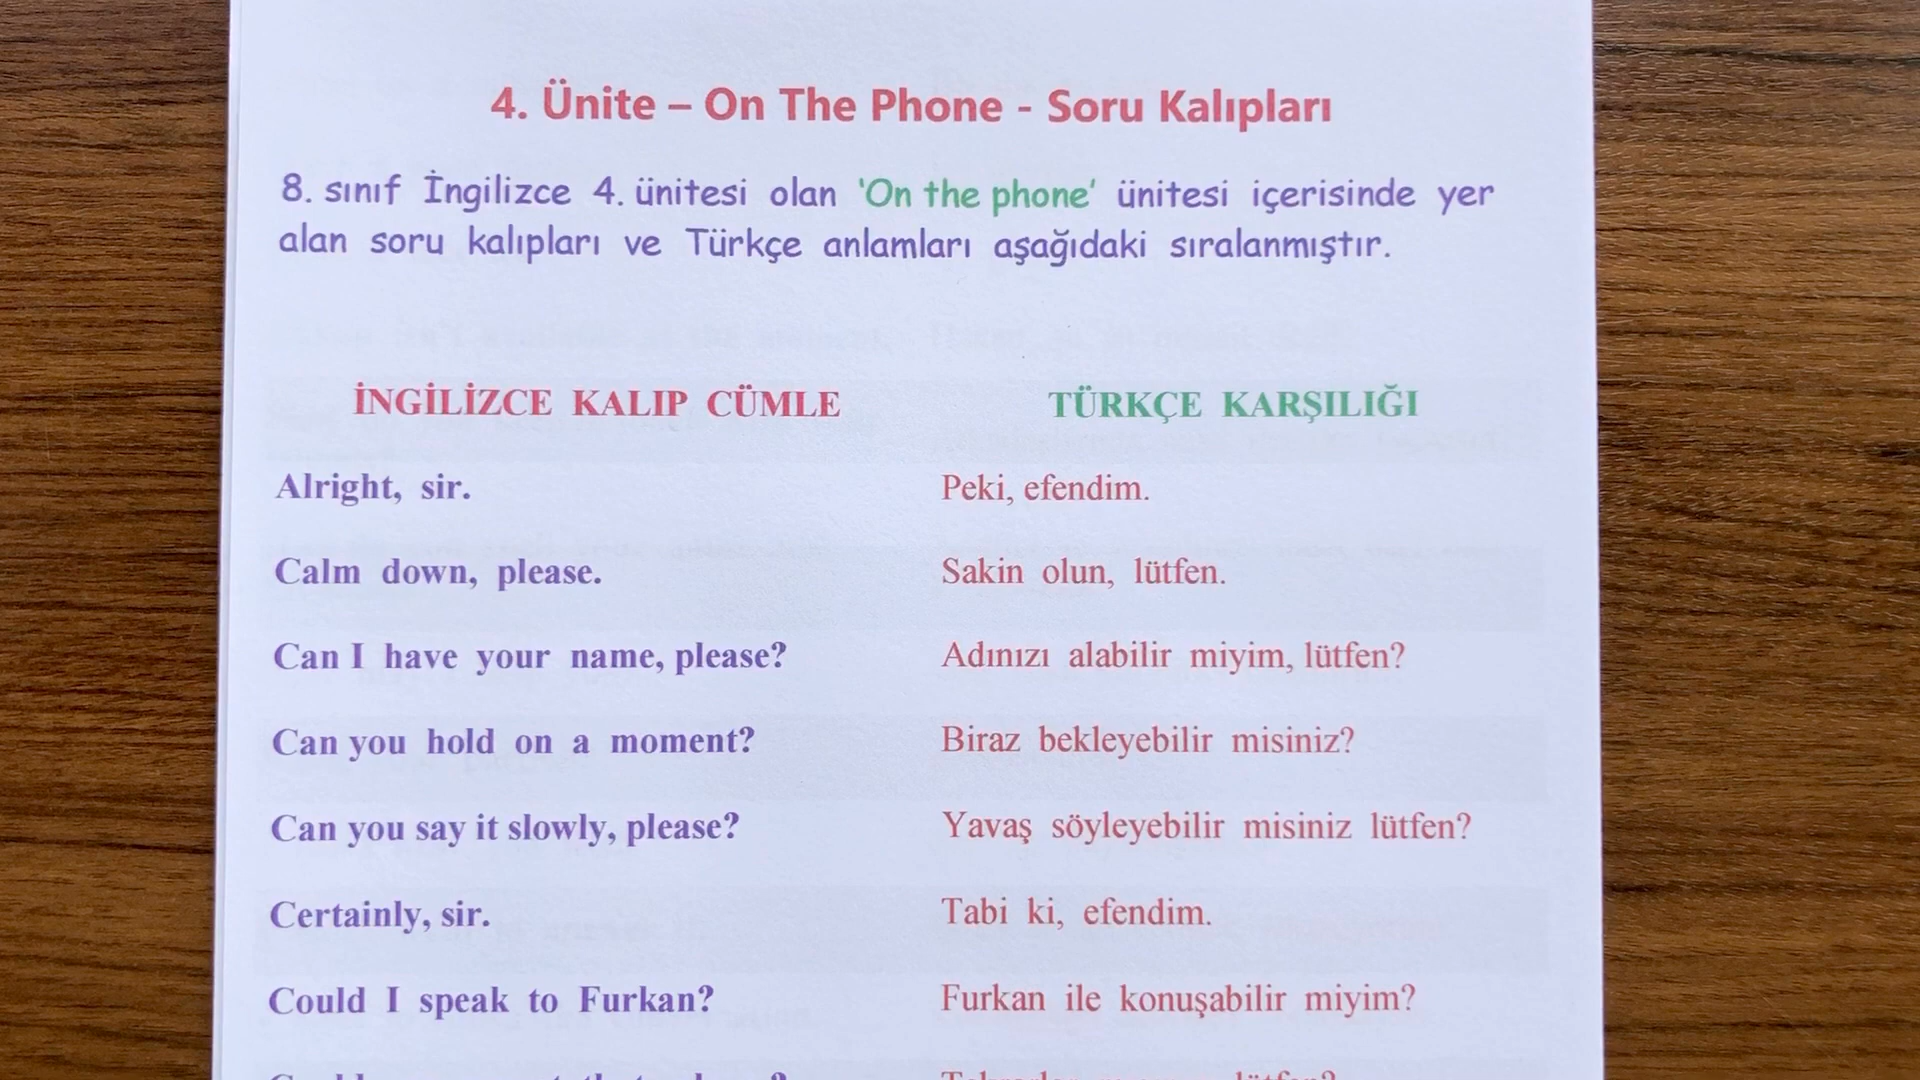 4. Ünite – On The Phone - Soru Kalıpları
8. sınıf İngilizce 4. ünitesi olan 'On the phone' ünitesi içerisinde yer
alan soru kalıpları ve Türkçe anlamları aşağıdaki sıralanmıştır.
İNGİLİZCE KALIP CÜMLE TÜRKÇE KARŞILIĞI
Alright, sir. Peki, efendim.
Calm down, please. Sakin olun, lütfen.
Can I have your name, please? Adınızı alabilir miyim, lütfen?
Can you hold on a moment? Biraz bekleyebilir misiniz?
Can you say it slowly, please? Yavaş söyleyebilir misiniz lütfen?
Certainly, sir. Tabi ki, efendim.
Could I speak to Furkan? Furkan ile konuşabilir miyim?